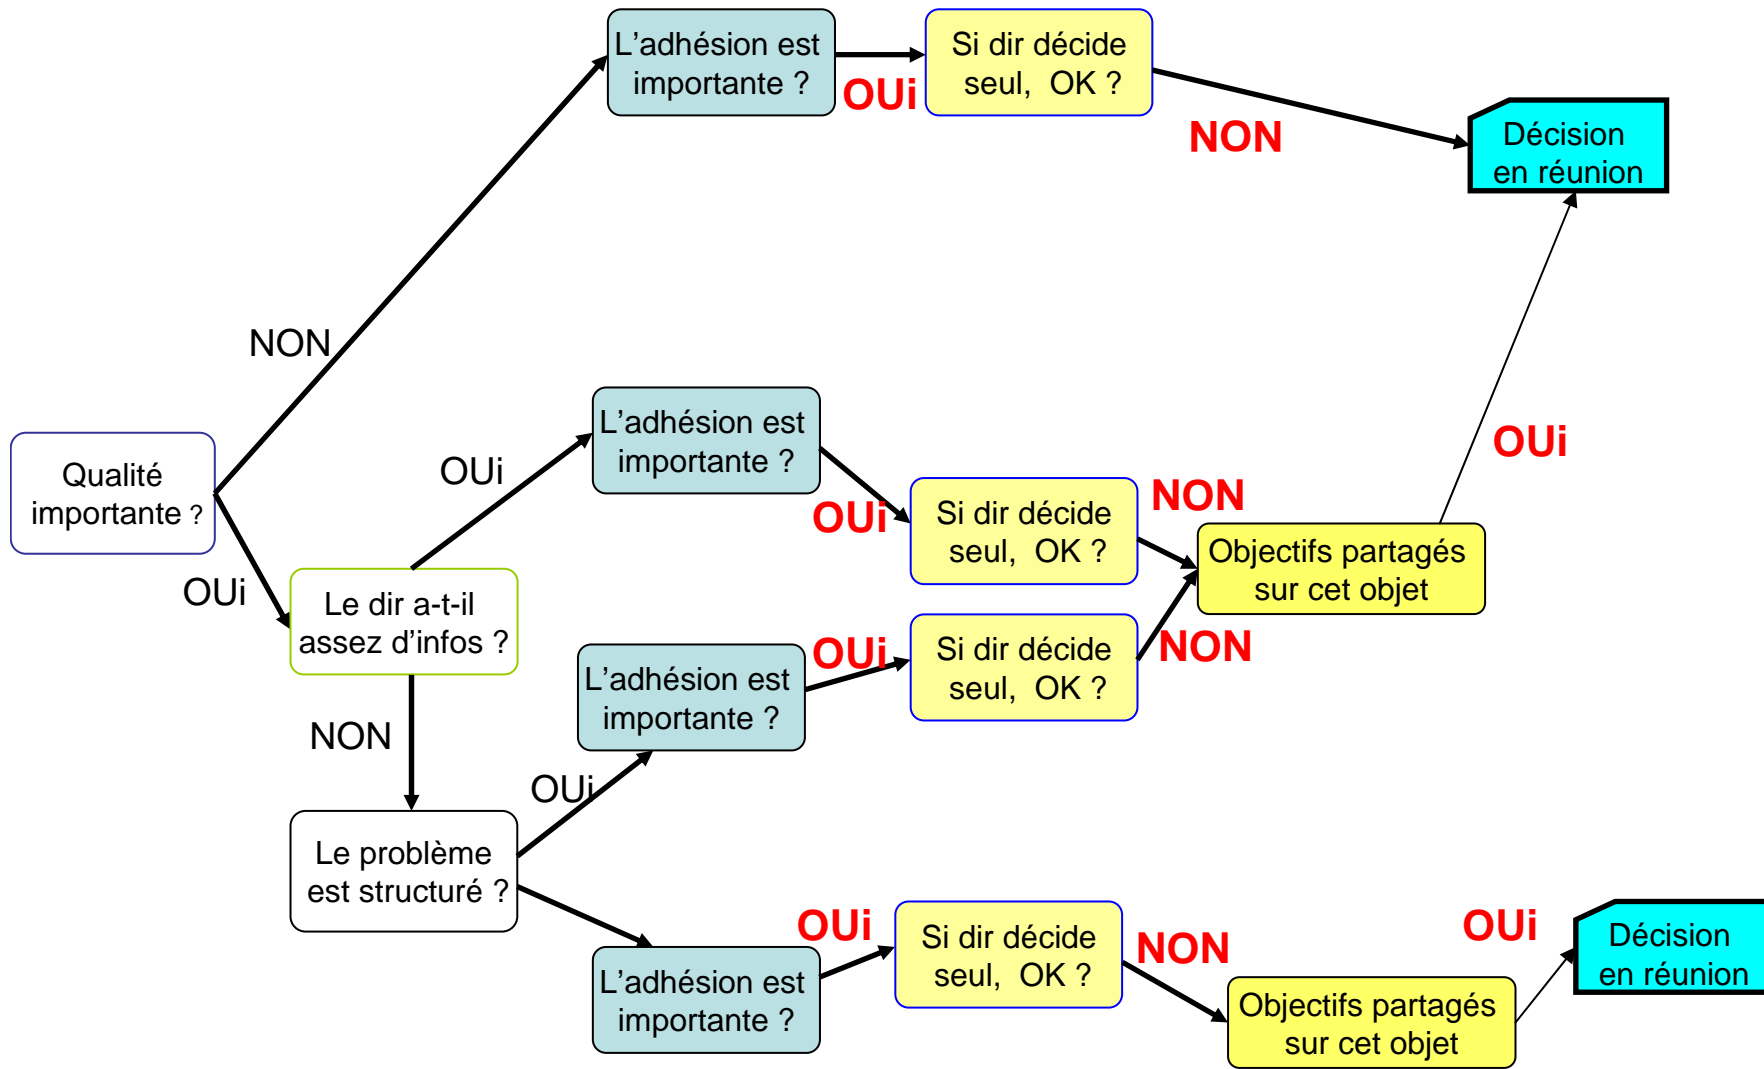 L'adhésion est
importante ?
OUi
Si dir décide
seul,  OK ?
NON
Décision
en réunion
NON
Qualité
importante ?
OUi
OUi
L'adhésion est
importante ?
OUi
Si dir décide
seul,  OK ?
NON
Objectifs partagés
sur cet objet
OUi
Le dir a-t-il
assez d'infos ?
NON
OUi
L'adhésion est
importante ?
OUi
Si dir décide
seul,  OK ?
NON
Le problème
est structuré ?
L'adhésion est
importante ?
OUi
Si dir décide
seul,  OK ?
NON
Objectifs partagés
sur cet objet
OUi
Décision
en réunion